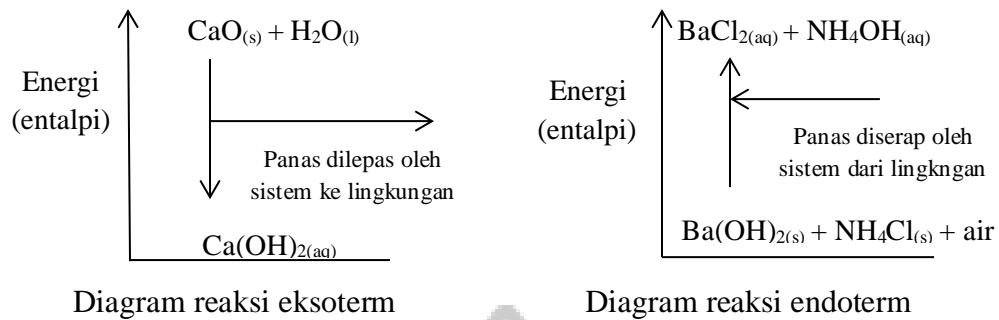 CaO(s) + H2O(l)
Energi
(entalpi)
Panas dilepas oleh
sistem ke lingkungan
Ca(OH)2(aq)
Diagram reaksi eksoterm
BaCl2(aq) + NH4OH(aq)
Energi
(entalpi)
Panas diserap oleh
sistem dari lingkngan
Ba(OH)2(s) + NH4Cl(s) + air
Diagram reaksi endoterm